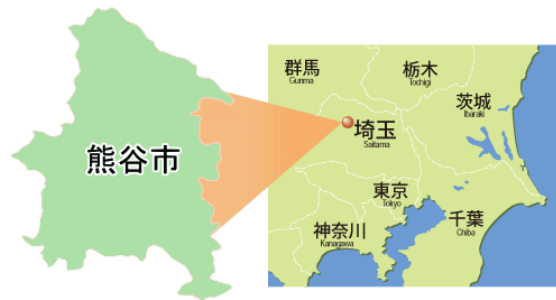 熊谷市
群馬
Gunma
栃木
Tochigi
茨城
Ibaraki
埼玉
Saitama
東京
Tokyo
千葉
Chiba
神奈川
Kanagawa